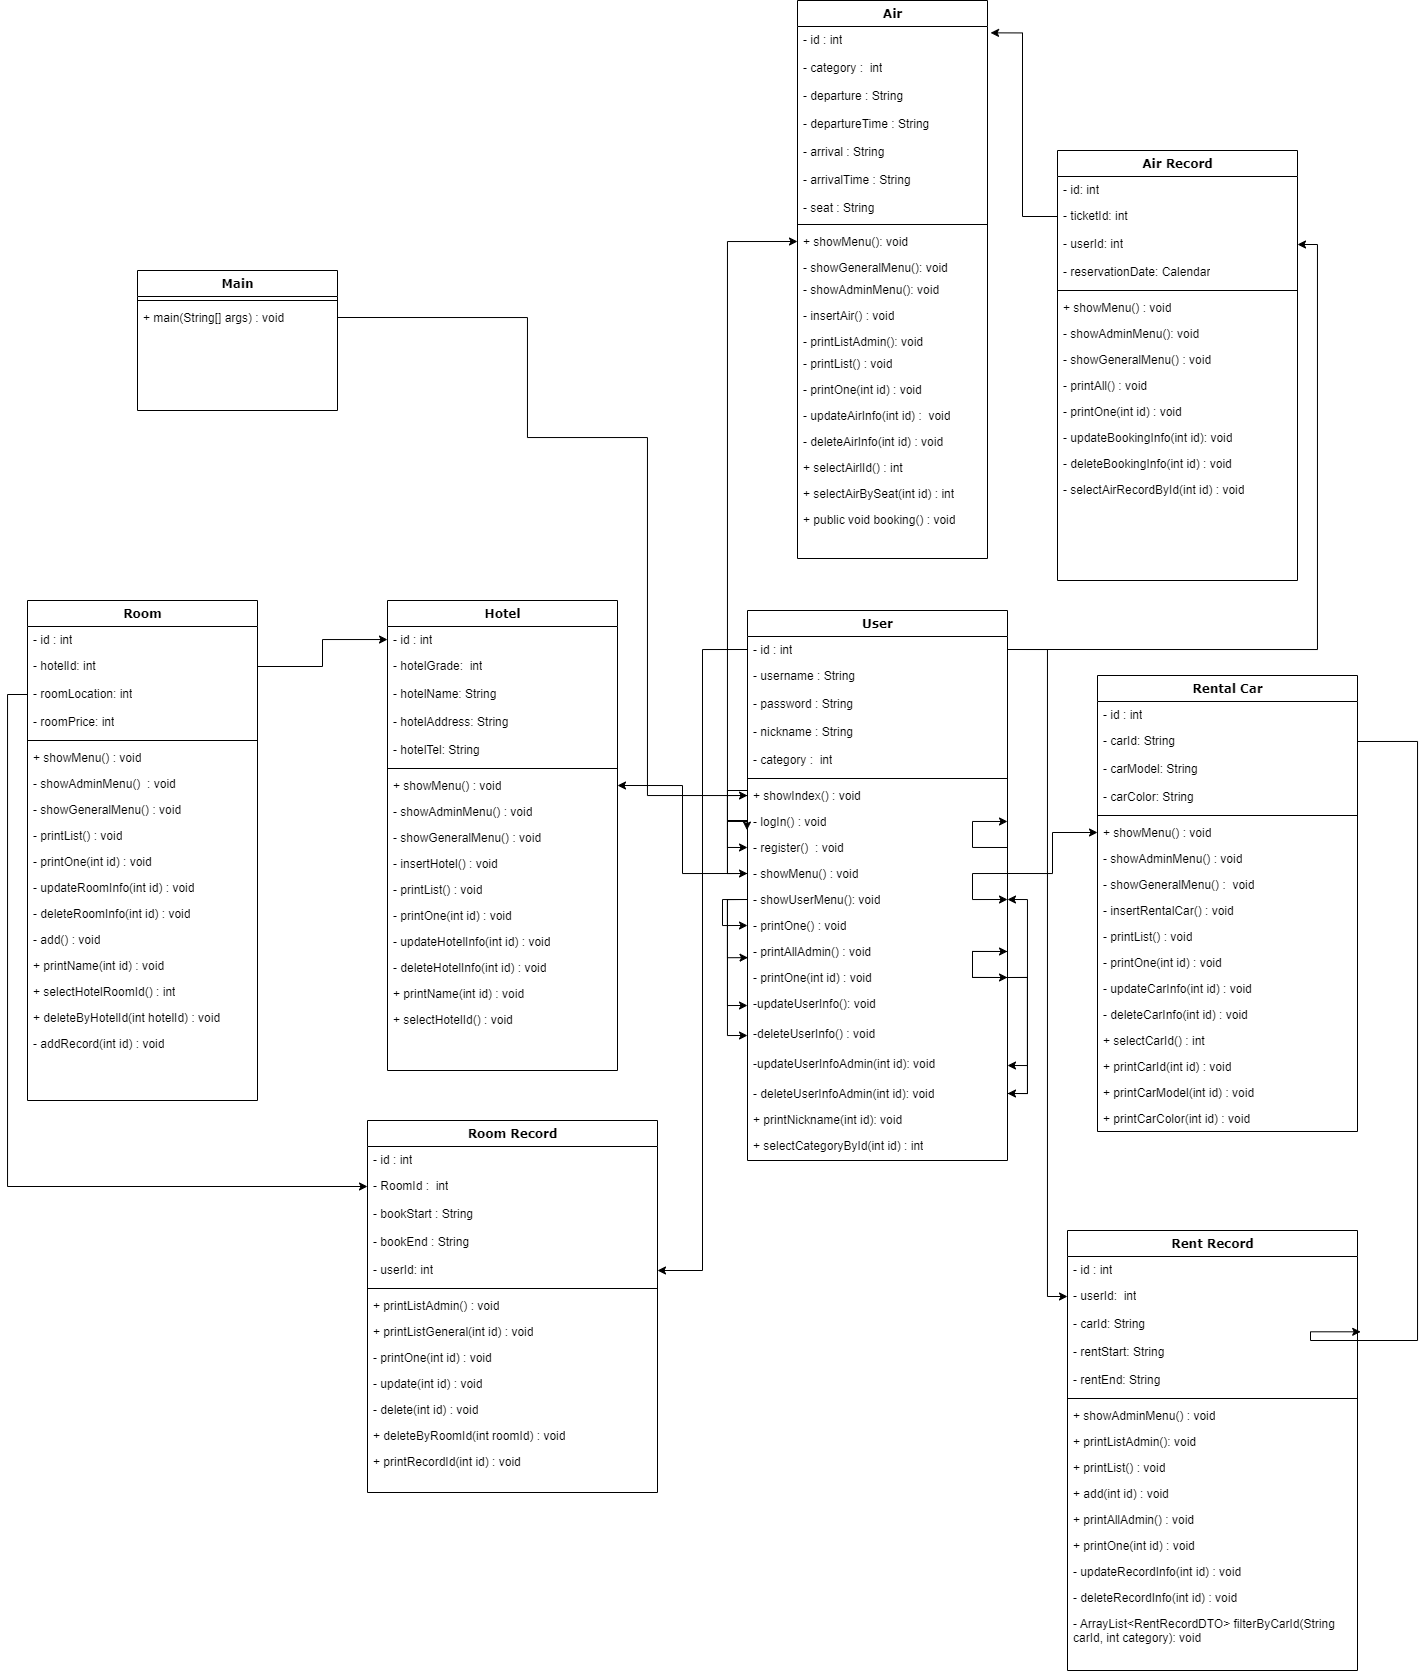 Air
- id : int
- category :  int
- departure : String
- departureTime : String
- arrival : String
- arrivalTime : String
- seat : String
+ showMenu(): void
- showGeneralMenu(): void
- showAdminMenu(): void
- insertAir() : void
- printListAdmin(): void
- printList() : void
- printOne(int id) : void
- updateAirInfo(int id) :  void
- deleteAirInfo(int id) : void
+ selectAirId() : int
+ selectAirBySeat(int id) : int
+ public void booking() : void
Air Record
- id: int
- ticketId: int
- userId: int
- reservationDate: Calendar
+ showMenu() : void
- showAdminMenu(): void
- showGeneralMenu() : void
- printAll() : void
- printOne(int id) : void
- updateBookingInfo(int id): void
- deleteBookingInfo(int id) : void
- selectAirRecordById(int id) : void
Main
+ main(String[] args) : void
Room
- id : int
- hotelId: int
- roomLocation: int
- roomPrice: int
+ showMenu() : void
- showAdminMenu()  : void
- showGeneralMenu() : void
- printList() : void
- printOne(int id) : void
- updateRoomInfo(int id) : void
- deleteRoomInfo(int id) : void
- add() : void
+ printName(int id) : void
+ selectHotelRoomId() : int
+ deleteByHotelId(int hotelId) : void
- addRecord(int id) : void
Hotel
- id : int
- hotelGrade:  int
- hotelName: String
- hotelAddress: String
- hotelTel: String
+ showMenu() : void
- showAdminMenu() : void
- showGeneralMenu() : void
- insertHotel() : void
- printList() : void
- printOne(int id) : void
- updateHotelInfo(int id) : void
- deleteHotelInfo(int id) : void
+ printName(int id) : void
+ selectHotelId() : void
User
- id : int
- username : String
- password : String
- nickname : String
- category :  int
+ showIndex() : void
- logIn() : void
- register()  : void
- showMenu() : void
- showUserMenu(): void
- printOne() : void
- printAllAdmin() : void
- printOne(int id) : void
-updateUserInfo(): void
-deleteUserInfo() : void
-updateUserInfoAdmin(int id): void
- deleteUserInfoAdmin(int id): void
+ printNickname(int id): void
+ selectCategoryById(int id) : int
Rental Car
- id : int
- carId: String
- carModel: String
- carColor: String
+ showMenu() : void
- showAdminMenu() : void
- showGeneralMenu() :  void
- insertRentalCar() : void
- printList() : void
- printOne(int id) : void
- updateCarInfo(int id) : void
- deleteCarInfo(int id) : void
+ selectCarId() : int
+ printCarId(int id) : void
+ printCarModel(int id) : void
+ printCarColor(int id) : void
Room Record
- id : int
- RoomId :  int
- bookStart : String
- bookEnd : String
- userId: int
+ printListAdmin() : void
+ printListGeneral(int id) : void
- printOne(int id) : void
- update(int id) : void
- delete(int id) : void
+ deleteByRoomId(int roomId) : void
+ printRecordId(int id) : void
Rent Record
- id : int
- userId:  int
- carId: String
- rentStart: String
- rentEnd: String
+ showAdminMenu() : void
+ printListAdmin(): void
+ printList() : void
+ add(int id) : void
+ printAllAdmin() : void
+ printOne(int id) : void
- updateRecordInfo(int id) : void
- deleteRecordInfo(int id) : void
- ArrayList<RentRecordDTO> filterByCarId(String
carId, int category): void